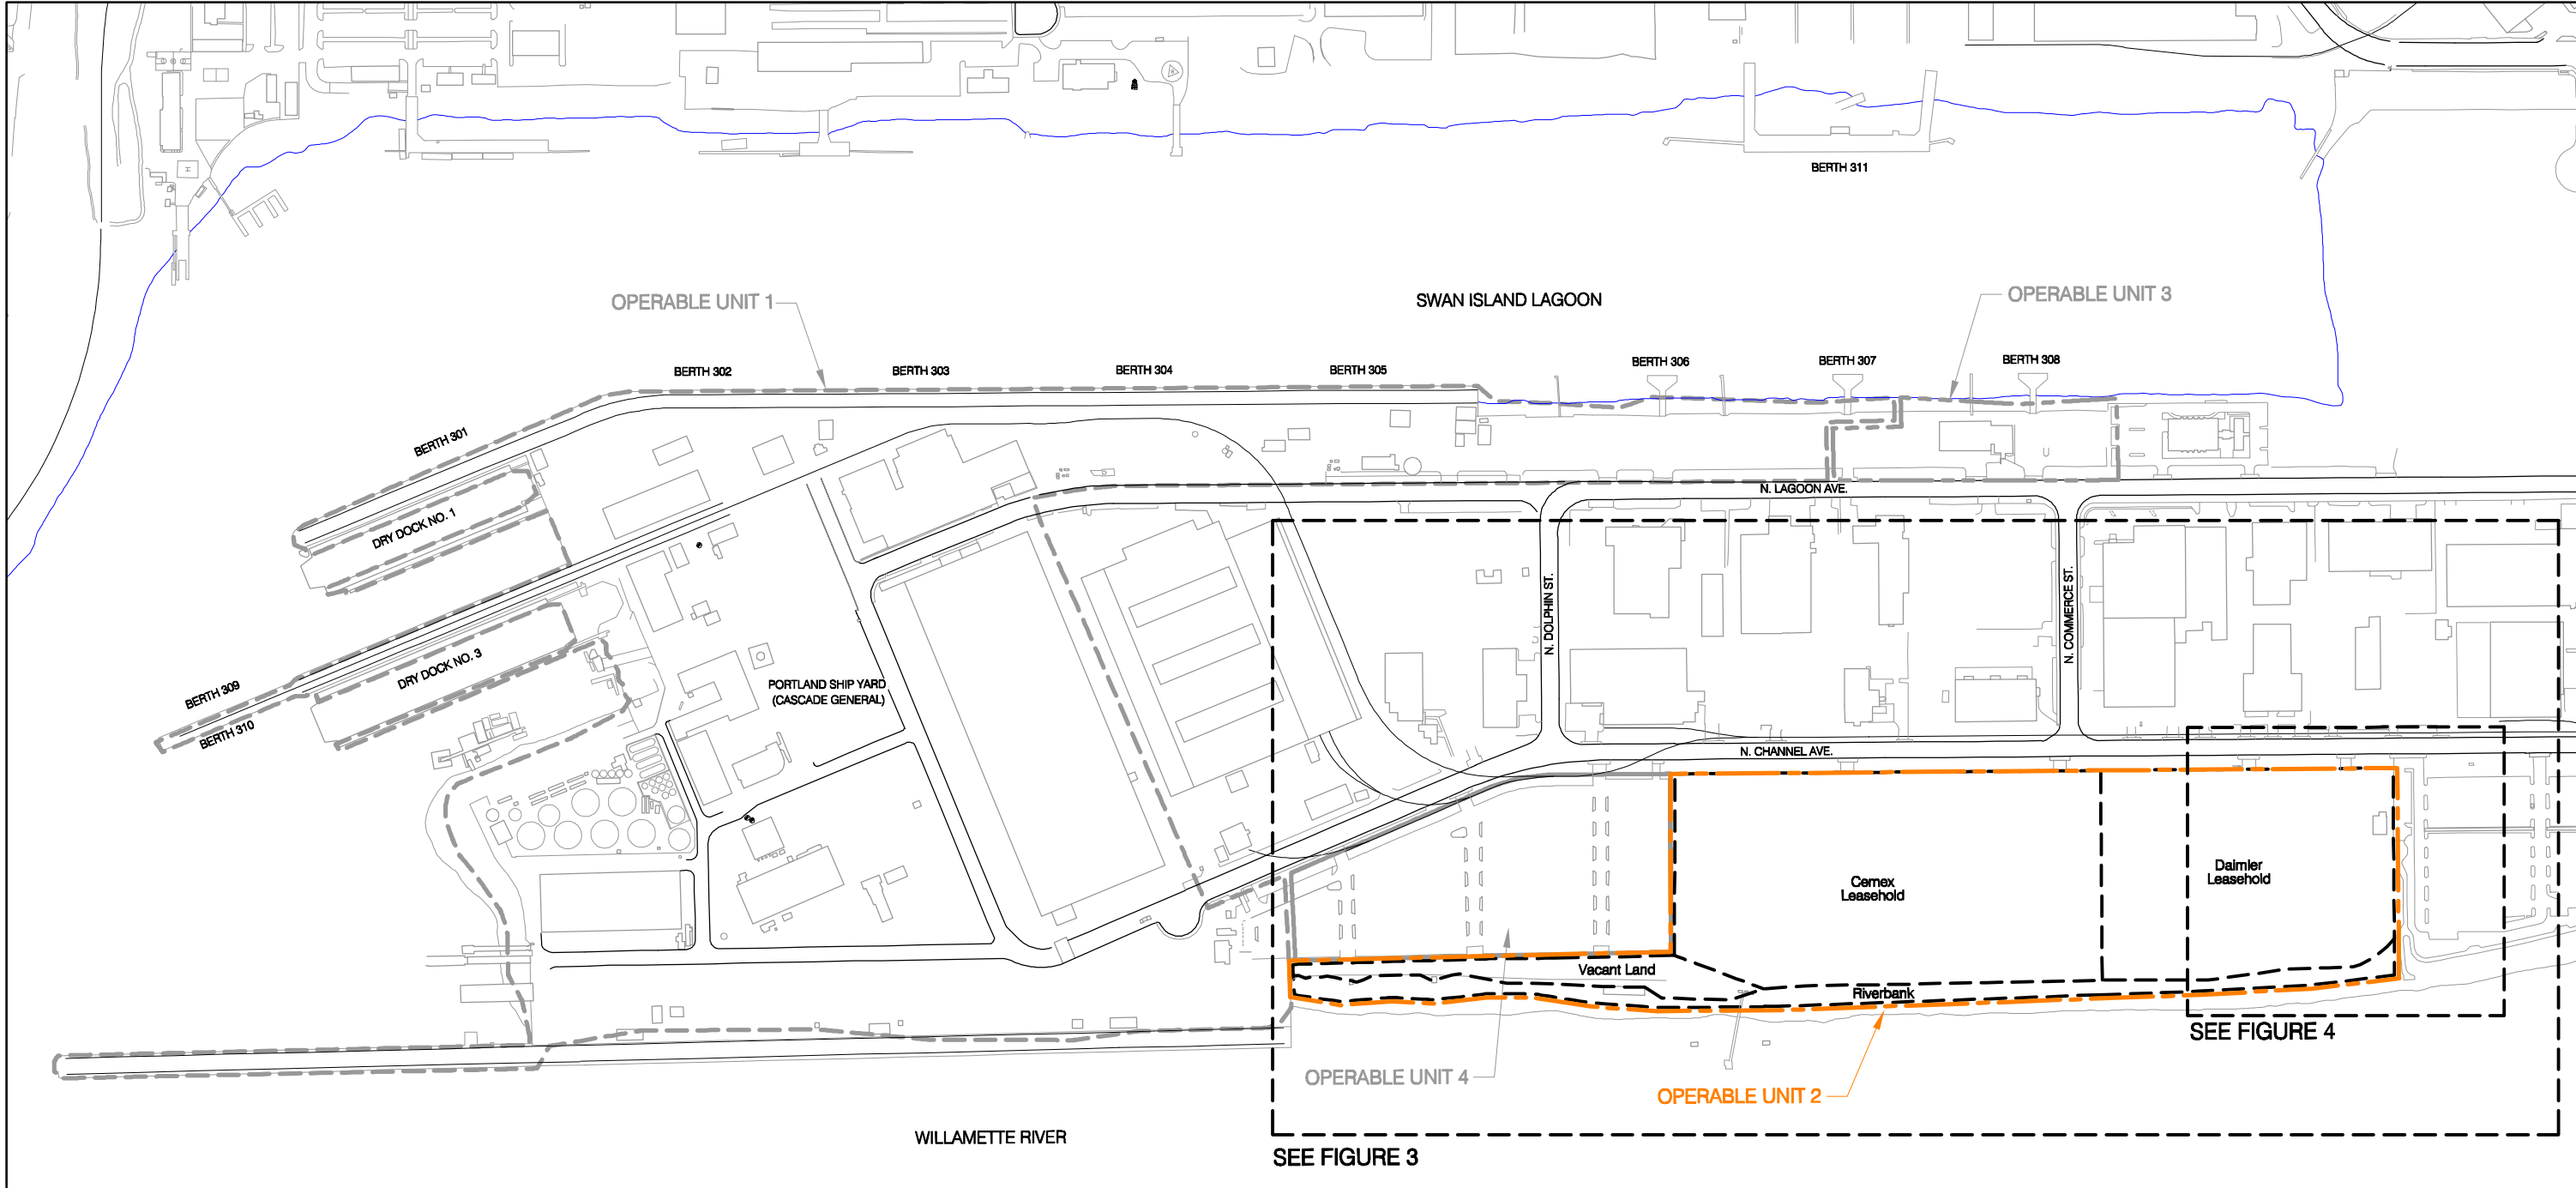 BERTH 311
OPERABLE UNIT 1
SWAN ISLAND LAGOON
OPERABLE UNIT 3
BERTH 302
BERTH 303
BERTH 304
BERTH 305
BERTH 306
BERTH 307
BERTH 308
BERTH 301
DRY DOCK NO. 1
N. LAGOON AVE.
N. DOLPHIN ST.
N. COMMERCE ST.
BERTH 309
BERTH 310
DRY DOCK NO. 3
PORTLAND SHIP YARD
(CASCADE GENERAL)
N. CHANNEL AVE.
Cemex
Leasehold
Daimler
Leasehold
Vacant Land
Riverbank
SEE FIGURE 4
OPERABLE UNIT 4
OPERABLE UNIT 2
WILLAMETTE RIVER
SEE FIGURE 3
H